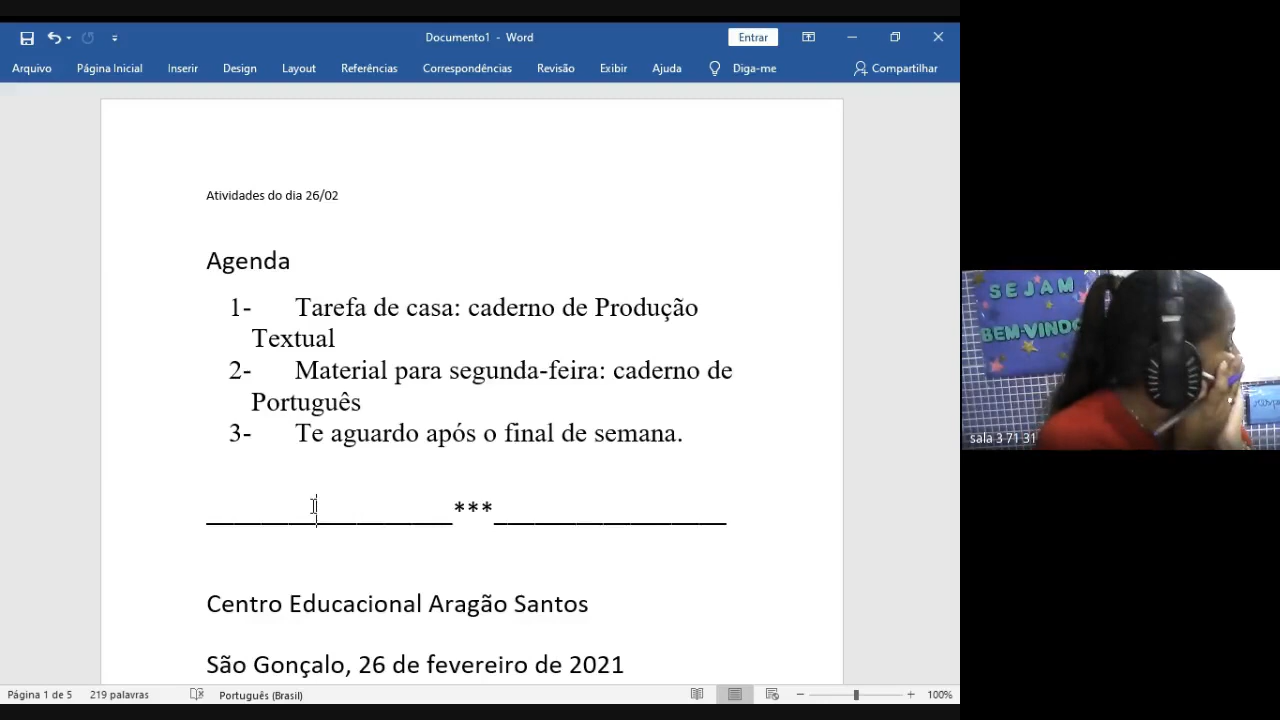 Documento1 - Word
Entrar
Arquivo Página Inicial Inserir Design Layout Referências Correspondências Revisão Exibir Ajuda Diga-me Compartilhar
Atividades do dia 26/02
Agenda
1- Tarefa de casa: caderno de Produção
Textual
2- Material para segunda-feira: caderno de
Português
3- Te aguardo após o final de semana.
__________________***_________________
Centro Educacional Aragão Santos
São Gonçalo, 26 de fevereiro de 2021
Página 1 de 5 219 palavras Português (Brasil) 100%
SEJAM
BEM-VINDO
sala 3 71 31